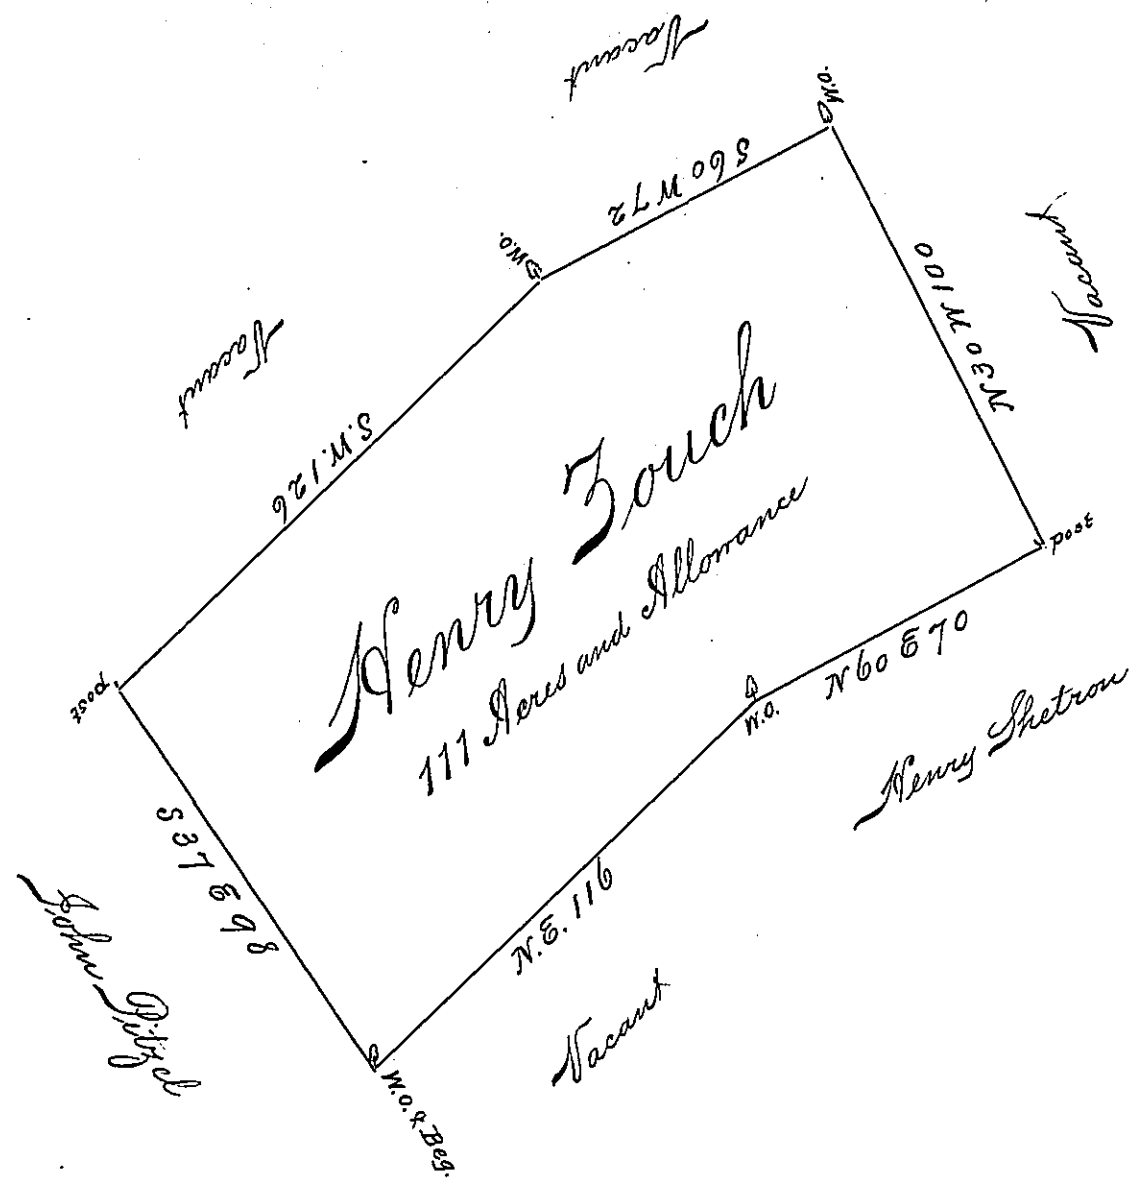 Vacant
W.O.
S 60 W 72
W.O.
Vacant
N 30 W 100
Vacant
S.W. 126
Henry Zouch
111 Acres and Allowance
post
post
N 60 E 70
W.O.
Henry Shetron
S 37 E 98
N.E. 116
John Pitzel
Vacant
W.O. & Beg.